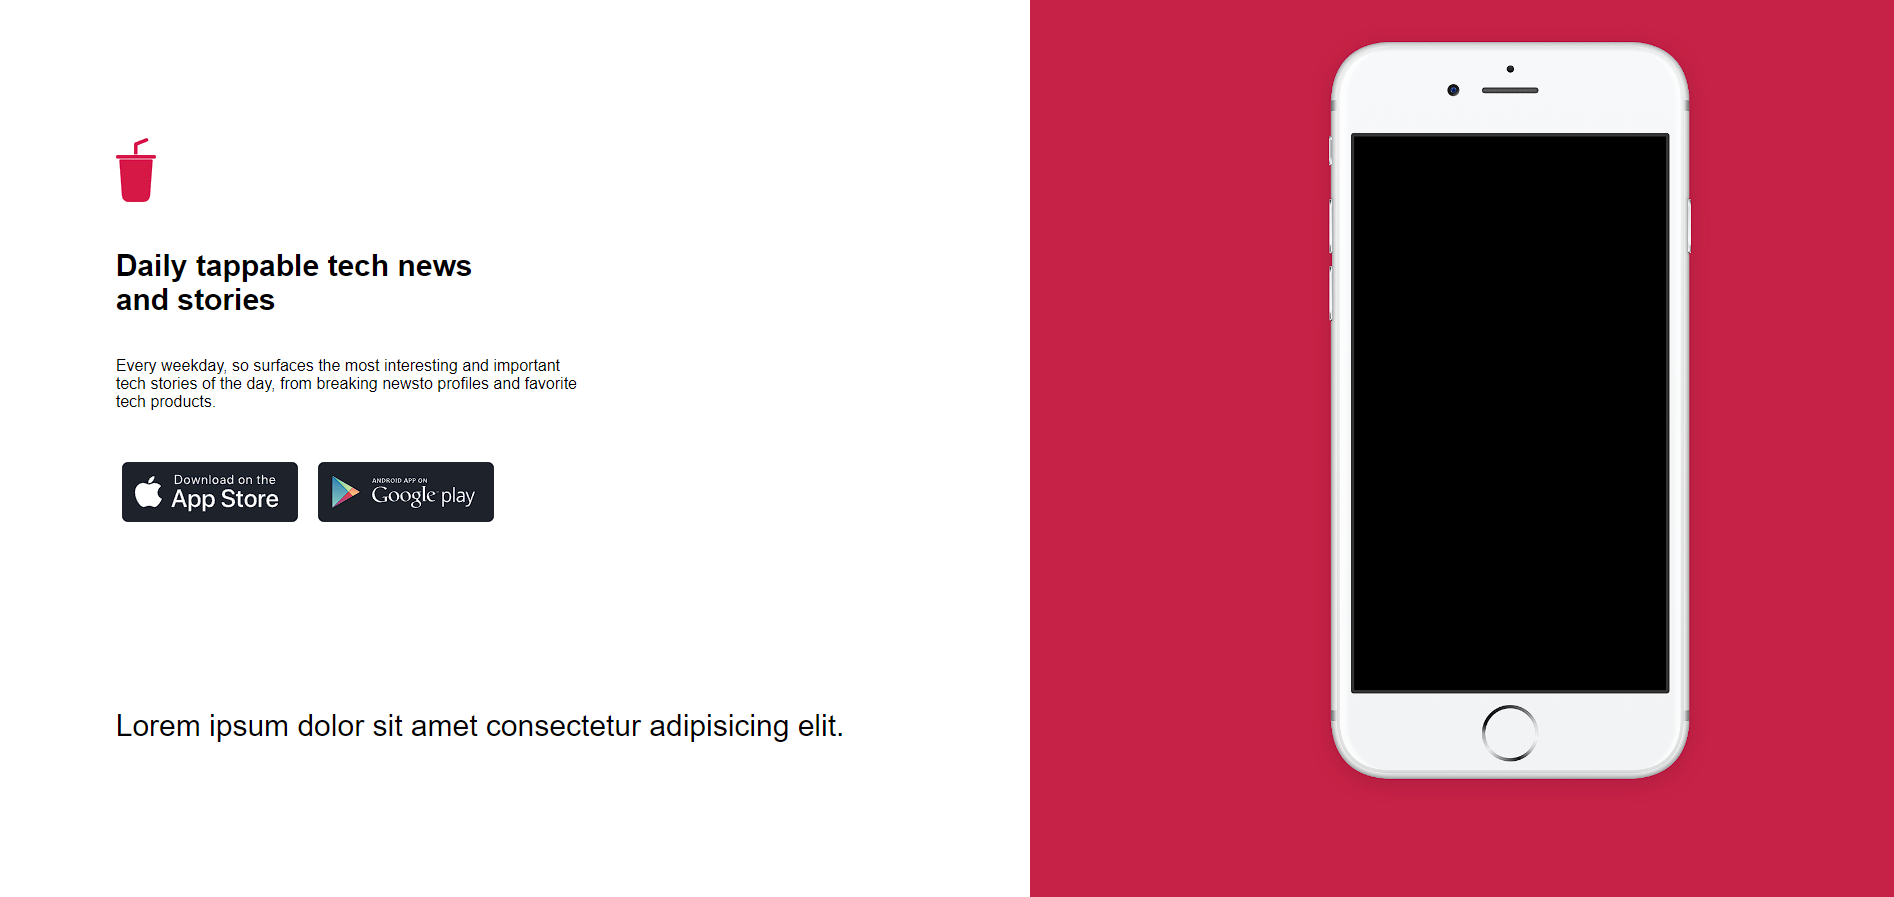 Daily tappable tech news
and stories
Every weekday, so surfaces the most interesting and important
tech stories of the day, from breaking newsto profiles and favorite
tech products.
Download on the
App Store
ANDROID APP ON
Google play
Lorem ipsum dolor sit amet consectetur adipisicing elit.